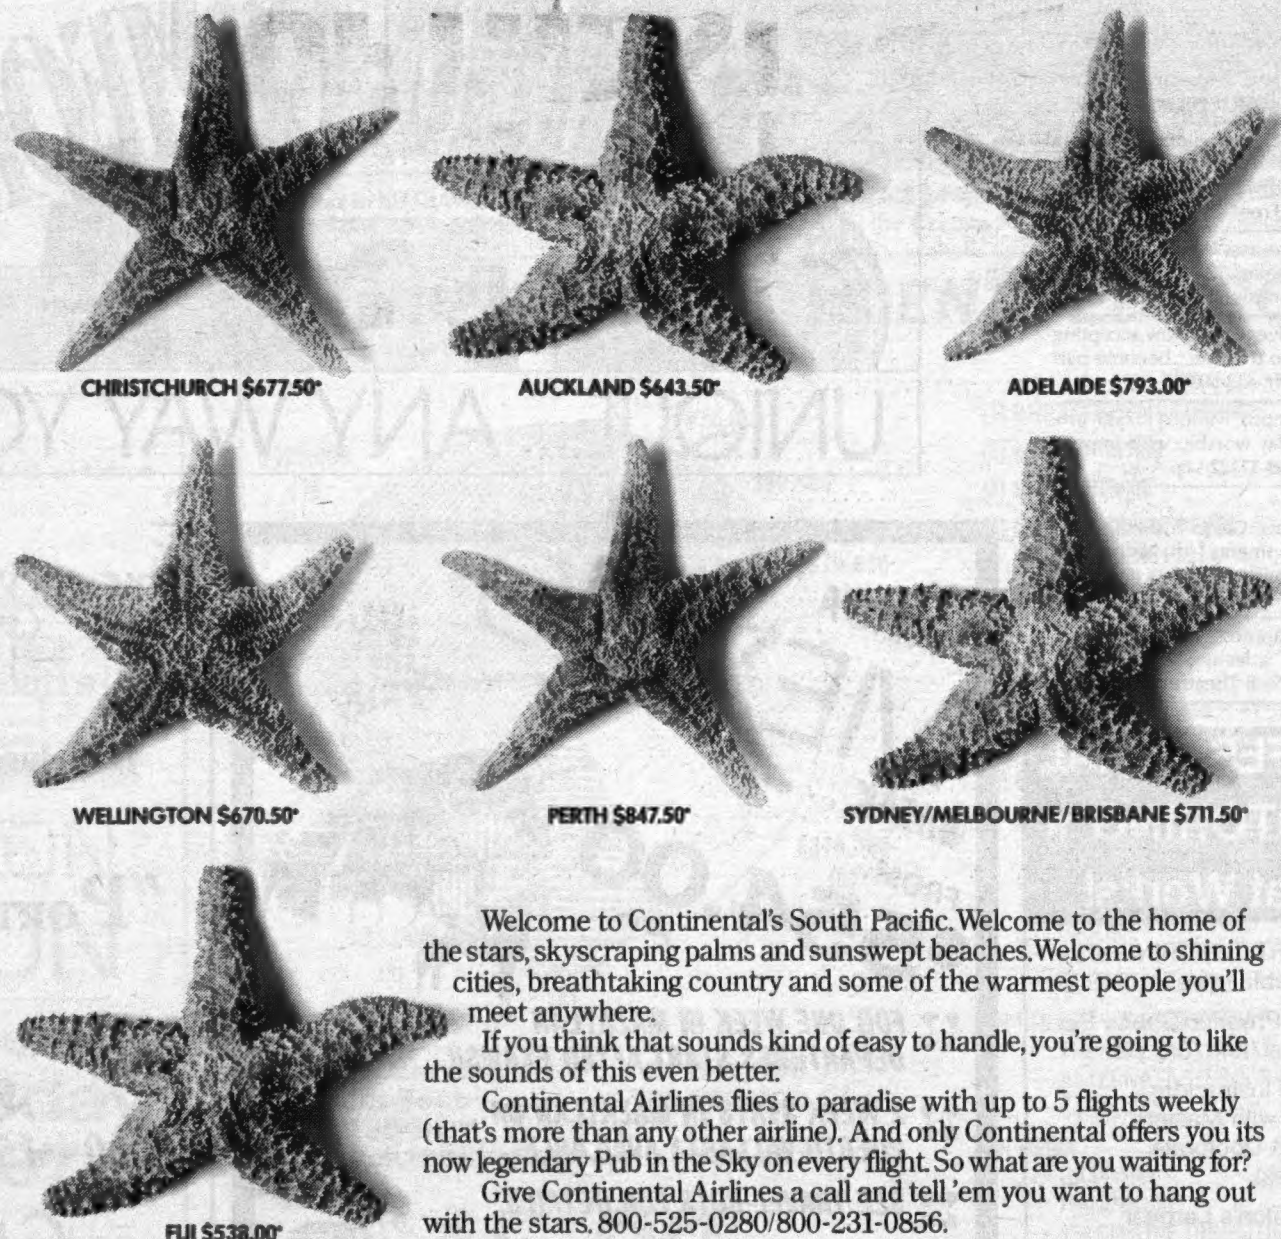 CHRISTCHURCH $677.50*
AUCKLAND $643.50*
ADELAIDE $793.00*
WELLINGTON $670.50*
PERTH $847.50*
SYDNEY/MELBOURNE/BRISBANE $711.50*
FIJI $538.00*
Welcome to Continental's South Pacific. Welcome to the home of
the stars, skyscraping palms and sunswept beaches. Welcome to shining
cities, breathtaking country and some of the warmest people you'll
meet anywhere.
If you think that sounds kind of easy to handle, you're going to like
the sounds of this even better.
Continental Airlines flies to paradise with up to 5 flights weekly
(that's more than any other airline). And only Continental offers you its
now legendary Pub in the Sky on every flight. So what are you waiting for?
Give Continental Airlines a call and tell 'em you want to hang out
with the stars. 800-525-0280/800-231-0856.